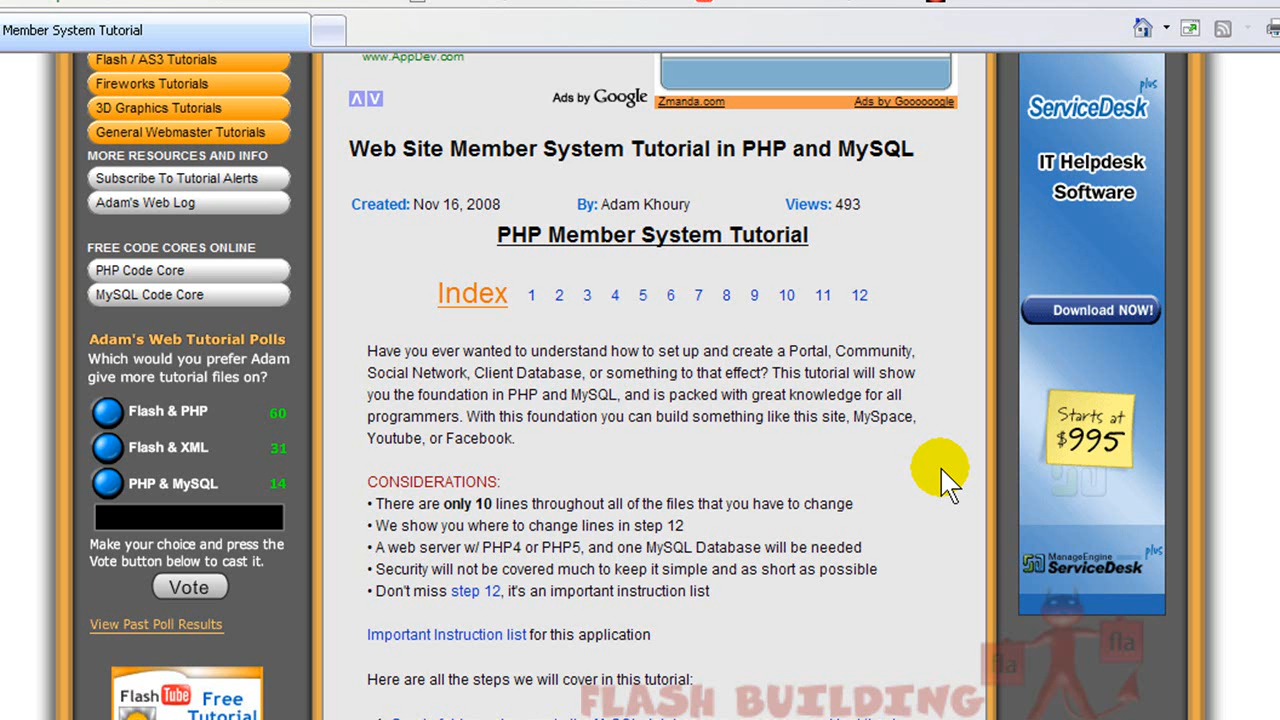 Member System Tutorial
Flash / AS3 Tutorials
Fireworks Tutorials
3D Graphics Tutorials
General Webmaster Tutorials
MORE RESOURCES AND INFO
Subscribe To Tutorial Alerts
Adam's Web Log
FREE CODE CORES ONLINE
PHP Code Core
MySQL Code Core
Adam's Web Tutorial Polls
Which would you prefer Adam
give more tutorial files on?
Flash & PHP 60
Flash & XML 31
PHP & MySQL 14
Make your choice and press the
Vote button below to cast it.
Vote
View Past Poll Results
Flash Tube Free
Tutorial
www.AppDev.com
Ads by Google
Zmanda.com Ads by Goooooogle
Web Site Member System Tutorial in PHP and MySQL
Created: Nov 16, 2008 By: Adam Khoury Views: 493
PHP Member System Tutorial
Index 1 2 3 4 5 6 7 8 9 10 11 12
Have you ever wanted to understand how to set up and create a Portal, Community,
Social Network, Client Database, or something to that effect? This tutorial will show
you the foundation in PHP and MySQL, and is packed with great knowledge for all
programmers. With this foundation you can build something like this site, MySpace,
Youtube, or Facebook.
CONSIDERATIONS:
• There are only 10 lines throughout all of the files that you have to change
• We show you where to change lines in step 12
• A web server w/ PHP4 or PHP5, and one MySQL Database will be needed
• Security will not be covered much to keep it simple and as short as possible
• Don't miss step 12, it's an important instruction list
Important Instruction list for this application
Here are all the steps we will cover in this tutorial:
ServiceDesk plus
IT Helpdesk
Software
Download NOW!
Starts at
$995
ManageEngine
ServiceDesk plus
fla
fla
FLASH BUILDING